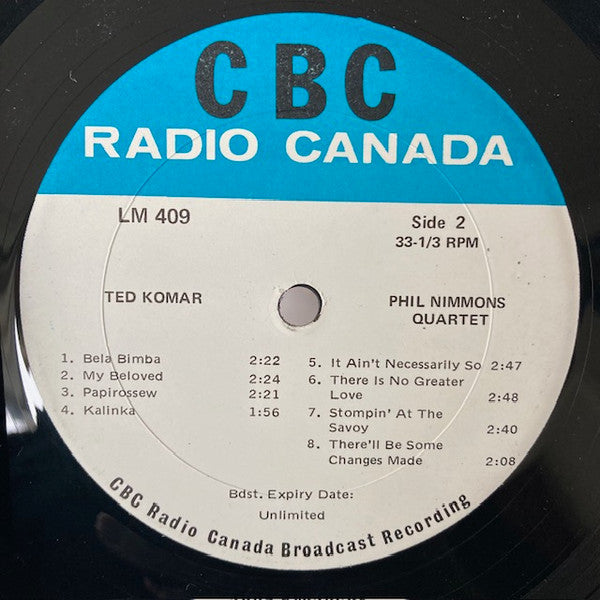 CBC
RADIO CANADA
LM 409
Side 2
33-1/3 RPM
TED KOMAR
1. Bela Bimba 2:22
2. My Beloved 2:24
3. Papirossew 2:21
4. Kalinka 1:56
PHIL NIMMONS
QUARTET
5. It Ain't Necessarily So 2:47
6. There Is No Greater
Love 2:48
7. Stompin' At The
Savoy 2:40
8. There'll Be Some
Changes Made 2:08
Bdst. Expiry Date:
Unlimited
CBC Radio Canada Broadcast Recording